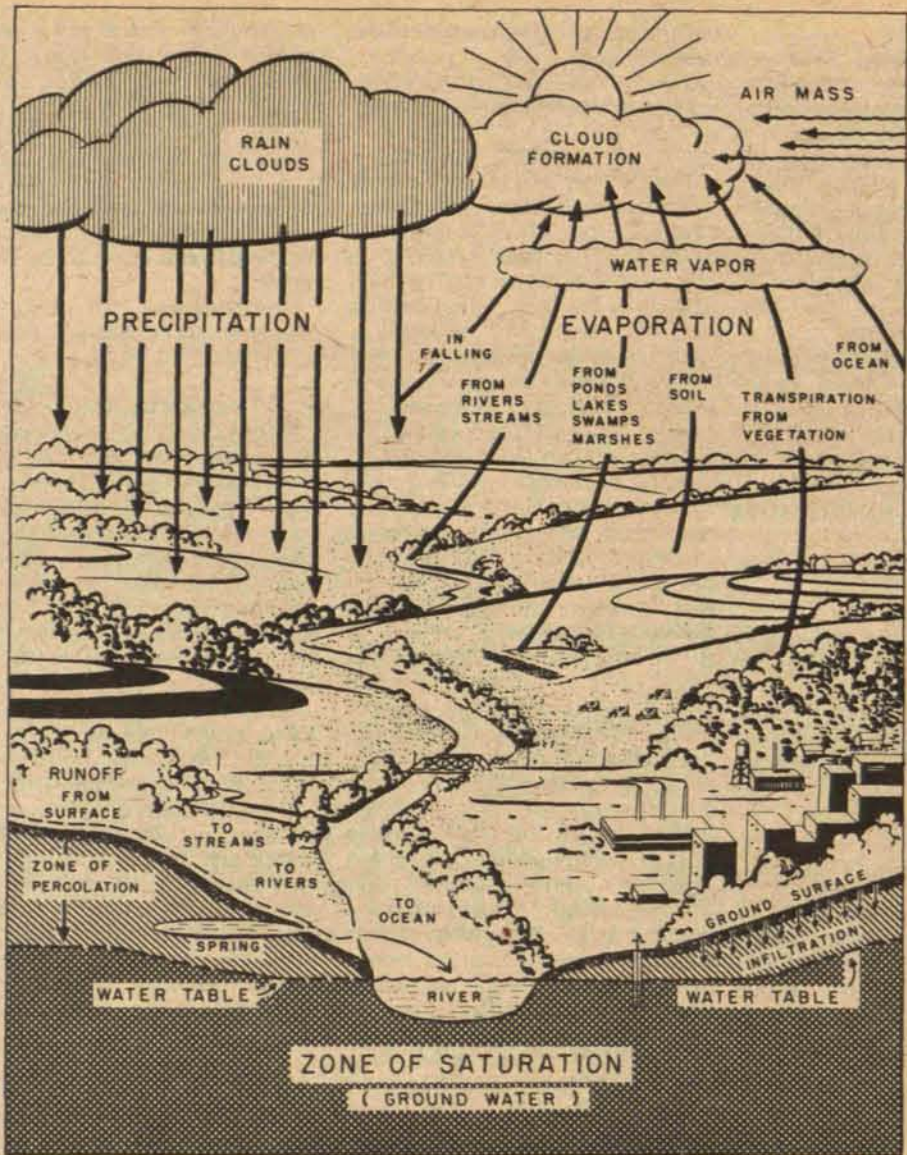 AIR MASS
RAIN
CLOUDS
CLOUD
FORMATION
WATER VAPOR
PRECIPITATION
EVAPORATION
IN
FALLING
FROM
RIVERS
STREAMS
FROM
PONDS
LAKES
SWAMPS
MARSHES
FROM
SOIL
TRANSPIRATION
FROM
VEGETATION
FROM
OCEAN
RUNOFF
FROM
SURFACE
TO
STREAMS
TO
RIVERS
TO
OCEAN
ZONE OF
PERCOLATION
SPRING
GROUND SURFACE
INFILTRATION
WATER TABLE
RIVER
WATER TABLE
ZONE OF SATURATION
( GROUND WATER )